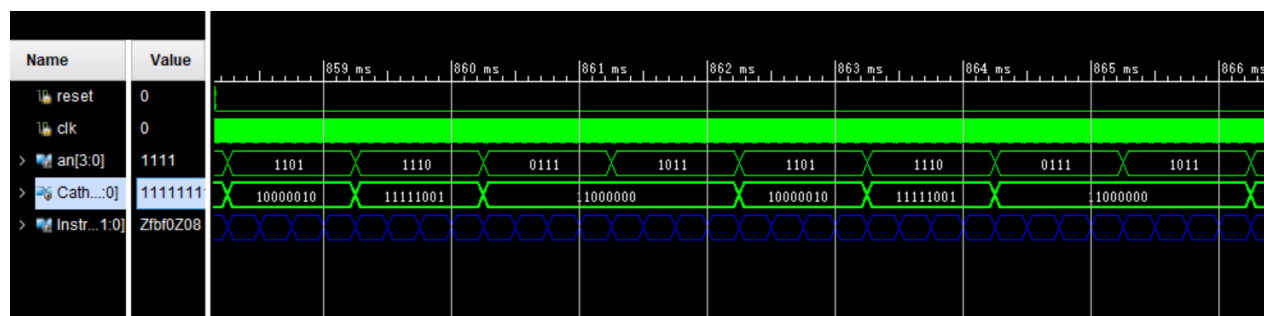 Name Value
859 ms 860 ms 861 ms 862 ms 863 ms 864 ms 865 ms 866 ms
reset 0
clk 0
> an[3:0] 1111 1101 1110 0111 1011 1101 1110 0111 1011
> Cath...:0] 1111111 10000010 11111001 11000000 10000010 11111001 11000000
> Instr...1:0] Zfbf0Z08